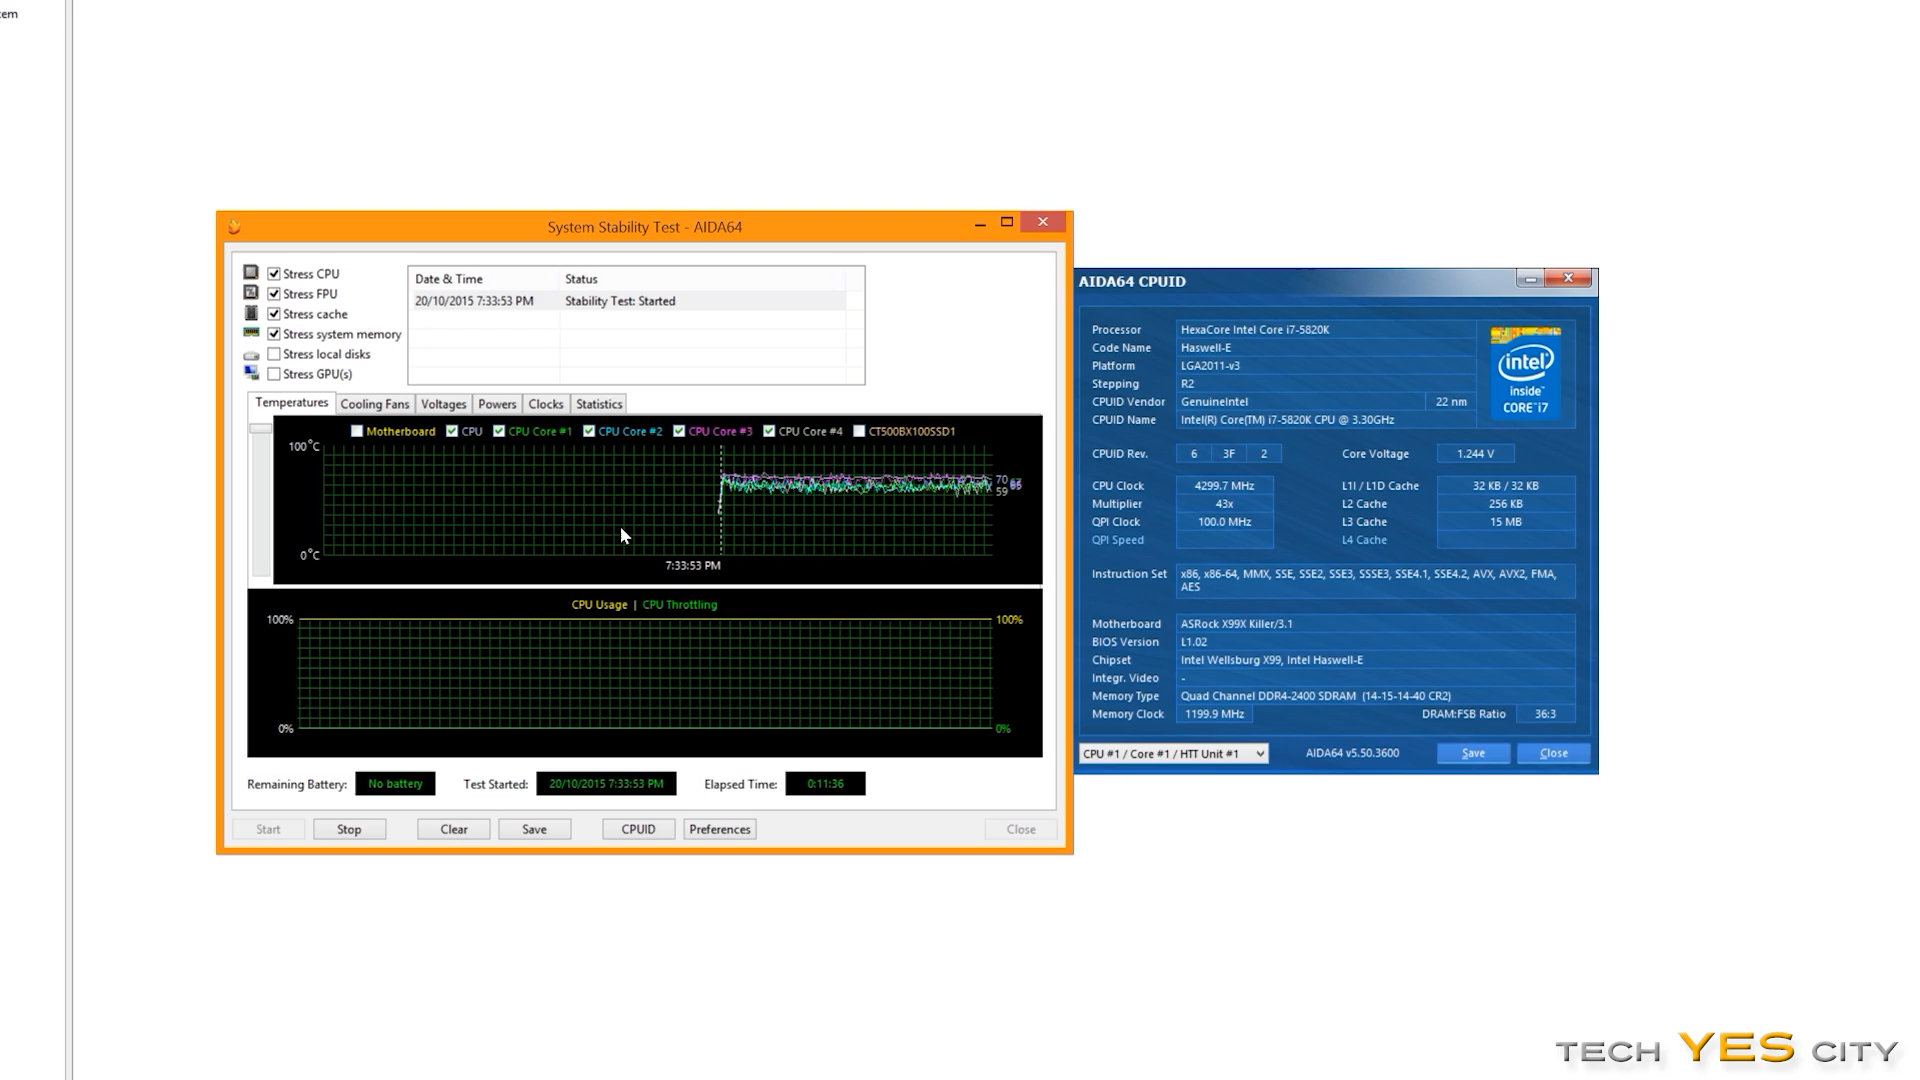 tem
System Stability Test - AIDA64
Stress CPU
Stress FPU
Stress cache
Stress system memory
Stress local disks
Stress GPU(s)
Date & Time Status
20/10/2015 7:33:53 PM Stability Test: Started
Temperatures Cooling Fans Voltages Powers Clocks Statistics
Motherboard CPU CPU Core #1 CPU Core #2 CPU Core #3 CPU Core #4 CT500BX100SSD1
100°C
70
59
0°C
7:33:53 PM
CPU Usage | CPU Throttling
100% 100%
0% 0%
Remaining Battery: No battery Test Started: 20/10/2015 7:33:53 PM Elapsed Time: 0:11:36
Start Stop Clear Save CPUID Preferences Close
AIDA64 CPUID
Processor HexaCore Intel Core i7-5820K
Code Name Haswell-E
Platform LGA2011-v3
Stepping R2
CPUID Vendor GenuineIntel 22 nm
CPUID Name Intel(R) Core(TM) i7-5820K CPU @ 3.30GHz
intel
inside™
CORE™i7
CPUID Rev. 6 3F 2 Core Voltage 1.244 V
CPU Clock 4299.7 MHz L1I / L1D Cache 32 KB / 32 KB
Multiplier 43x L2 Cache 256 KB
QPI Clock 100.0 MHz L3 Cache 15 MB
QPI Speed L4 Cache
Instruction Set x86, x86-64, MMX, SSE, SSE2, SSE3, SSSE3, SSE4.1, SSE4.2, AVX, AVX2, FMA,
AES
Motherboard ASRock X99X Killer/3.1
BIOS Version L1.02
Chipset Intel Wellsburg X99, Intel Haswell-E
Integr. Video -
Memory Type Quad Channel DDR4-2400 SDRAM (14-15-14-40 CR2)
Memory Clock 1199.9 MHz DRAM:FSB Ratio 36:3
CPU #1 / Core #1 / HTT Unit #1 AIDA64 v5.50.3600 Save Close
TECH YES CITY